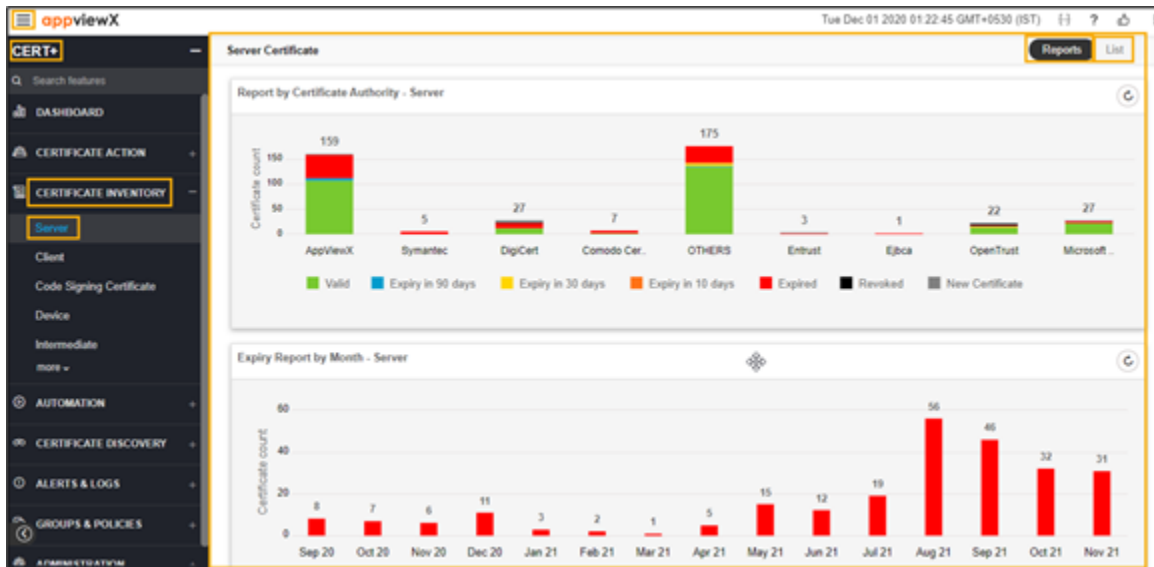 appviewX
Tue Dec 01 2020 01:22:45 GMT+0530 (IST)
?
CERT+
Search features
DASHBOARD
CERTIFICATE ACTION +
CERTIFICATE INVENTORY −
Server
Client
Code Signing Certificate
Device
Intermediate
more
AUTOMATION +
CERTIFICATE DISCOVERY +
ALERTS & LOGS +
GROUPS & POLICIES +
ADMINISTRATION
Server Certificate
Reports List
Report by Certificate Authority - Server
Certificate count
150
100
50
0
159 5 27 7 175 3 1 22 27
AppViewX Symantec DigiCert Comodo Cer.. OTHERS Entrust Ejbca OpenTrust Microsoft ..
Valid Expiry in 90 days Expiry in 30 days Expiry in 10 days Expired Revoked New Certificate
Expiry Report by Month - Server
Certificate count
60
40
20
0
8 7 6 11 3 2 1 5 15 12 19 56 46 32 31
Sep 20 Oct 20 Nov 20 Dec 20 Jan 21 Feb 21 Mar 21 Apr 21 May 21 Jun 21 Jul 21 Aug 21 Sep 21 Oct 21 Nov 21